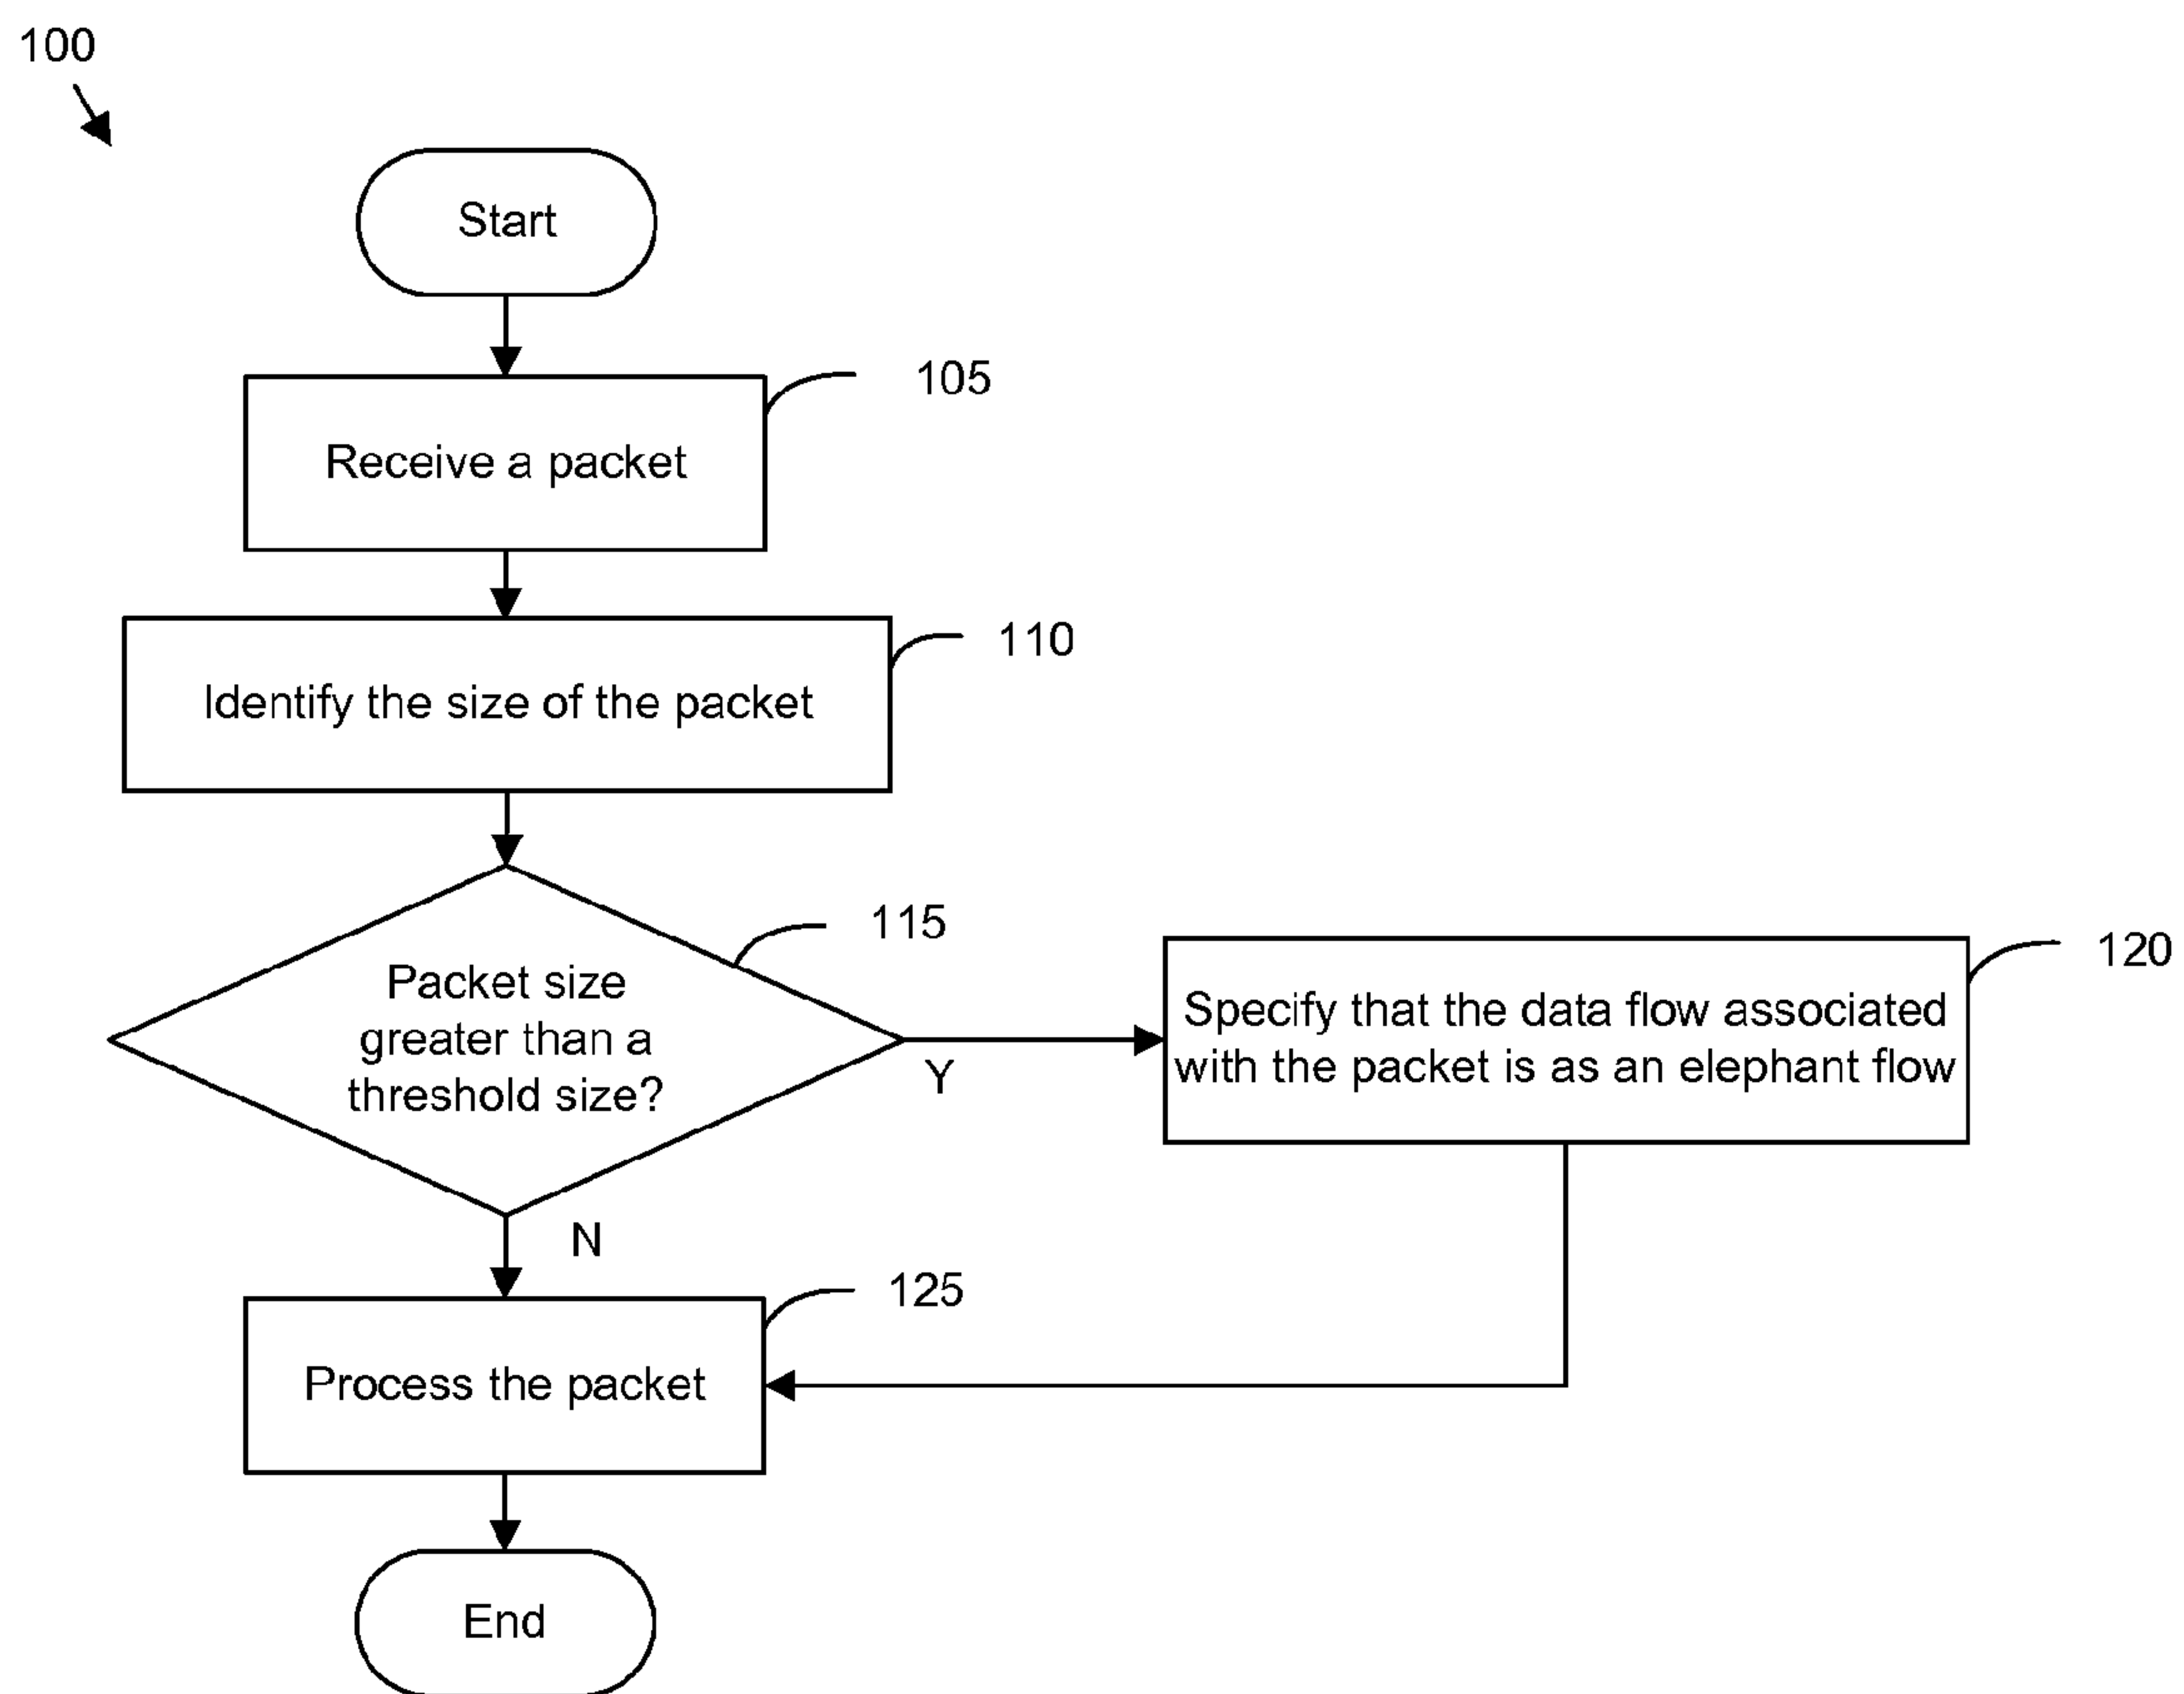 100
Start
105
Receive a packet
110
Identify the size of the packet
115
Packet size
greater than a
threshold size?
Y
120
Specify that the data flow associated
with the packet is as an elephant flow
N
125
Process the packet
End